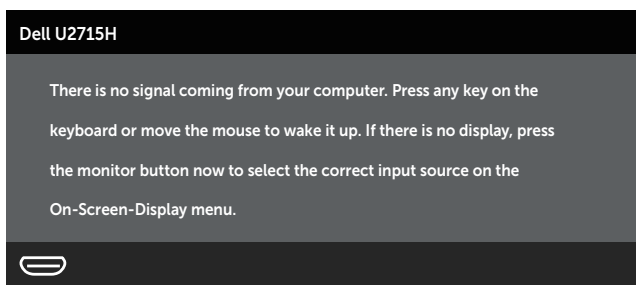 Dell U2715H
There is no signal coming from your computer. Press any key on the
keyboard or move the mouse to wake it up. If there is no display, press
the monitor button now to select the correct input source on the
On-Screen-Display menu.